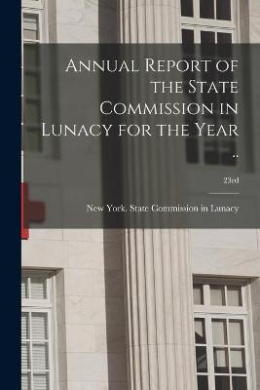 Annual Report of
the State
Commission in
Lunacy for the Year
..
23rd
New York. State Commission in Lunacy